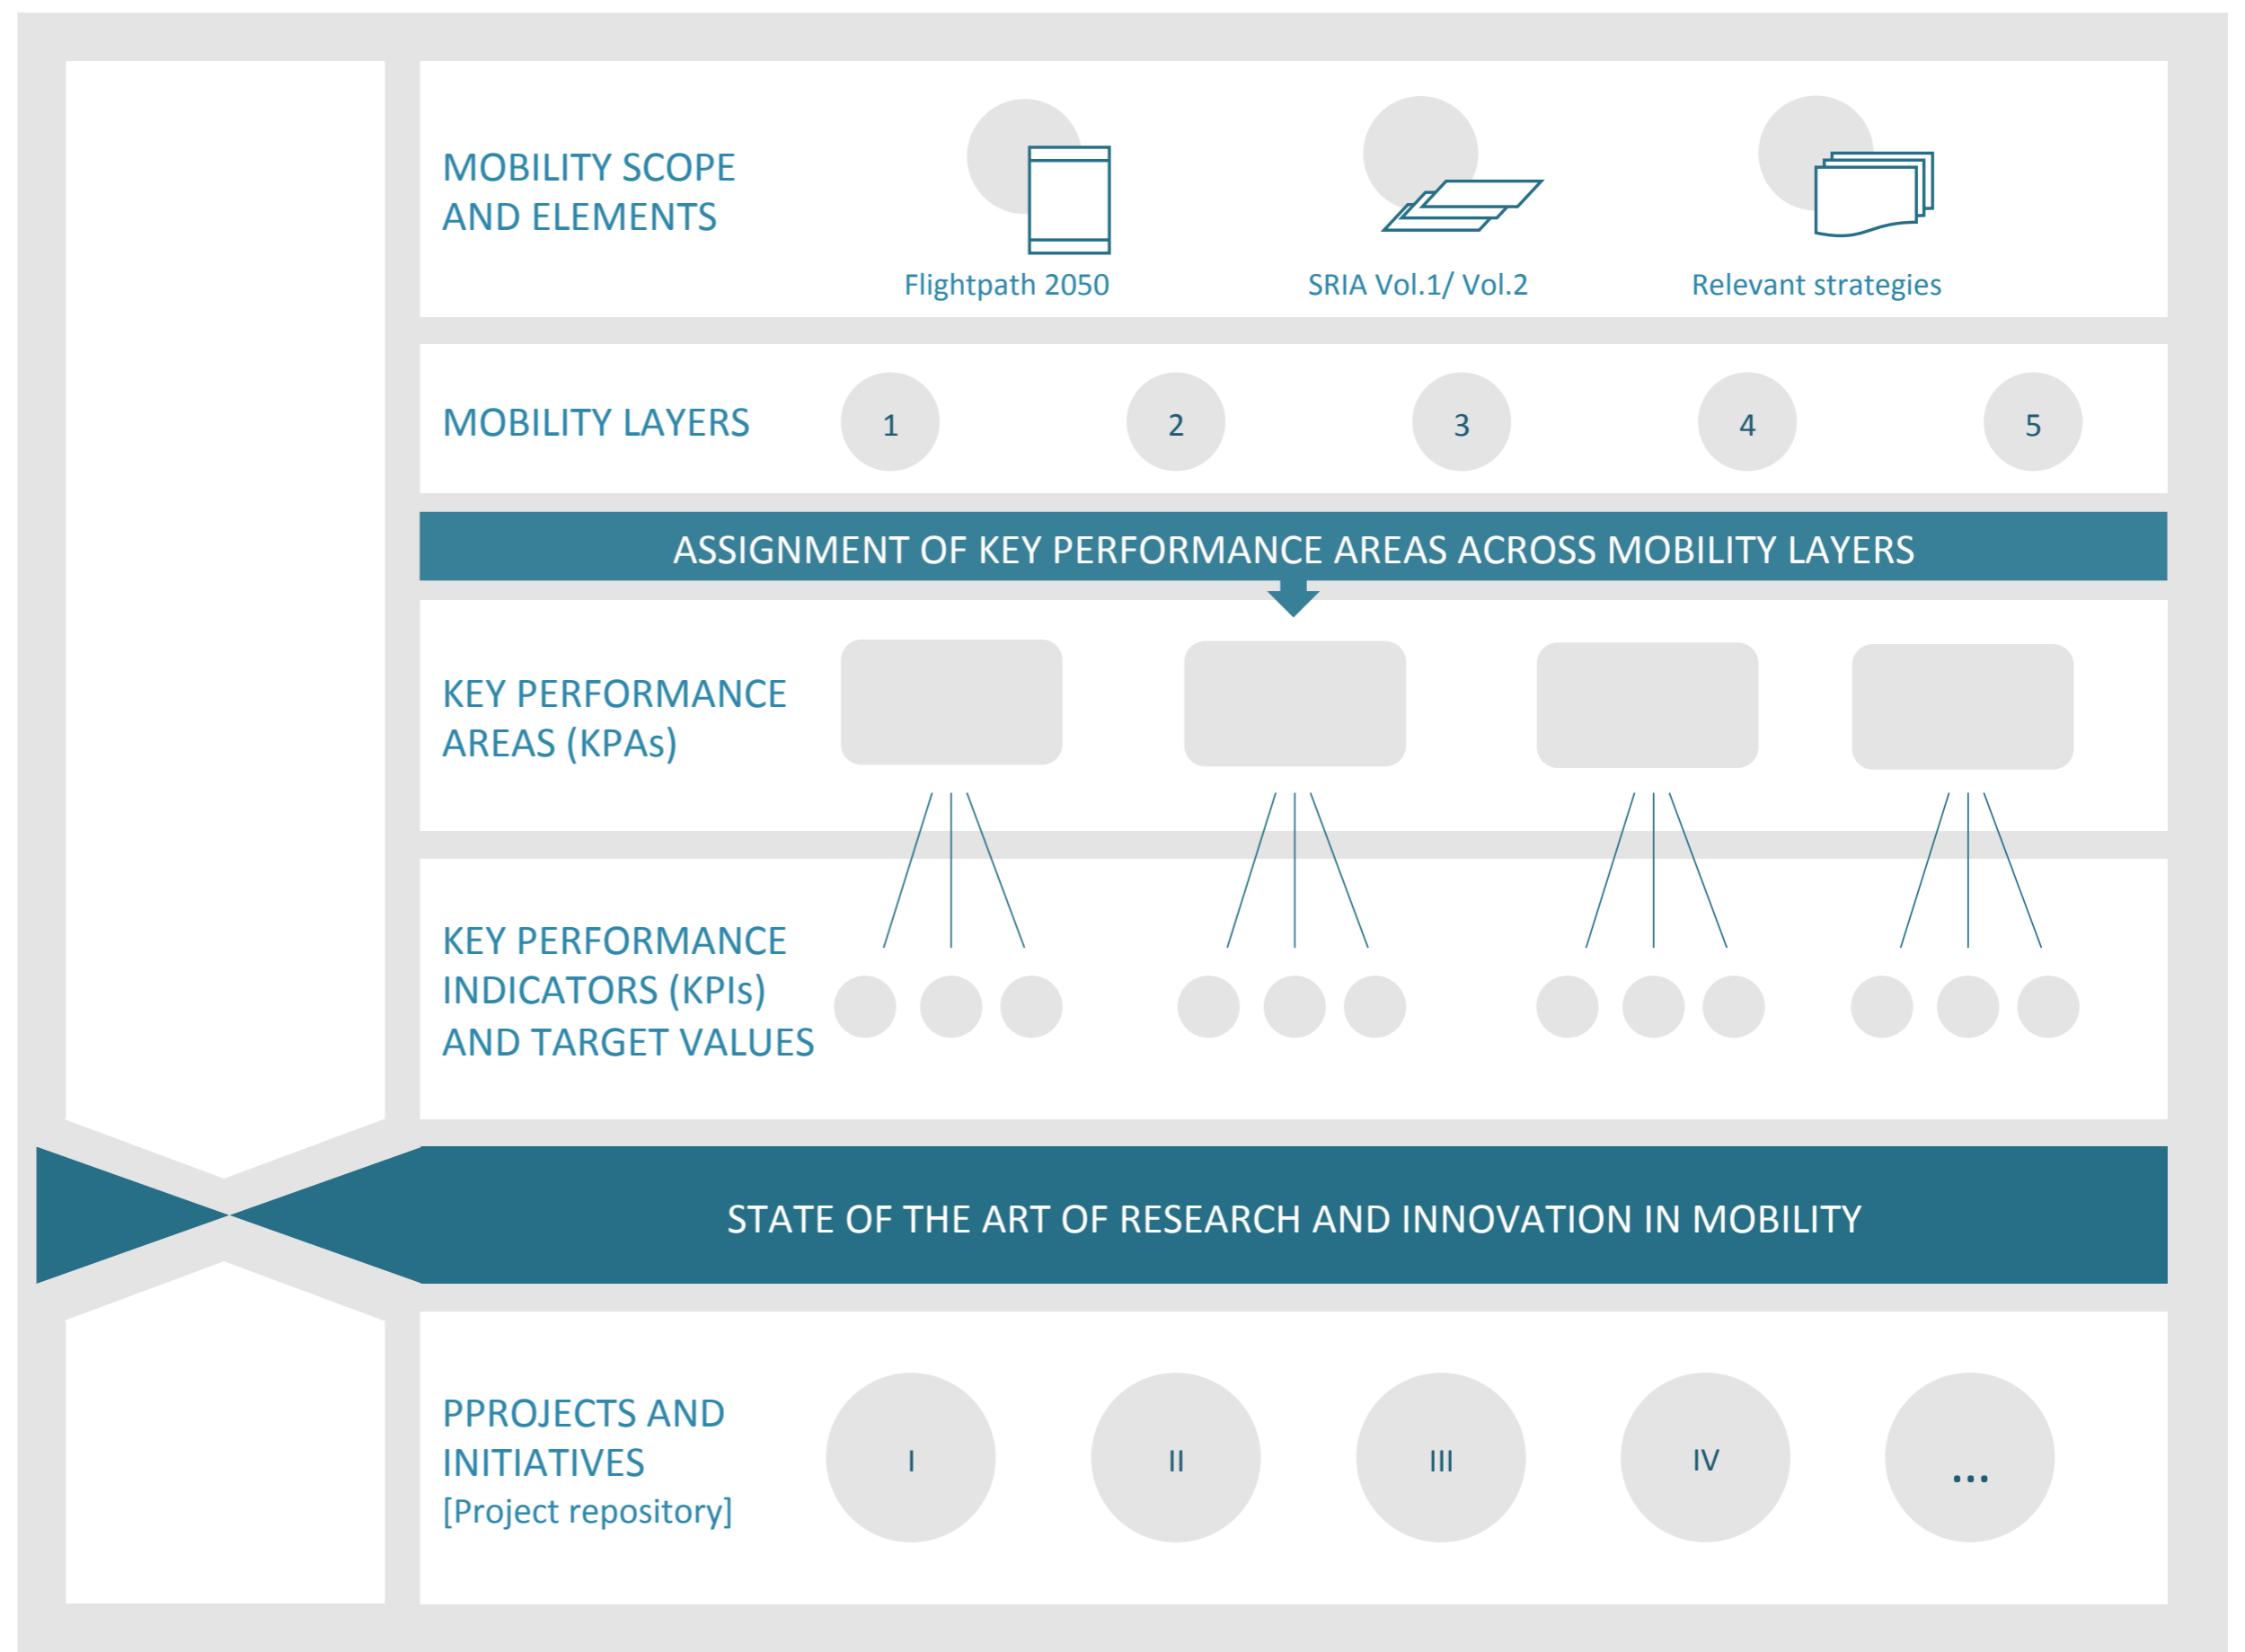 MOBILITY SCOPE
AND ELEMENTS
Flightpath 2050
SRIA Vol.1/ Vol.2
Relevant strategies
MOBILITY LAYERS
1
2
3
4
5
ASSIGNMENT OF KEY PERFORMANCE AREAS ACROSS MOBILITY LAYERS
KEY PERFORMANCE
AREAS (KPAs)
KEY PERFORMANCE
INDICATORS (KPIs)
AND TARGET VALUES
STATE OF THE ART OF RESEARCH AND INNOVATION IN MOBILITY
PPROJECTS AND
INITIATIVES
[Project repository]
I
II
III
IV
...